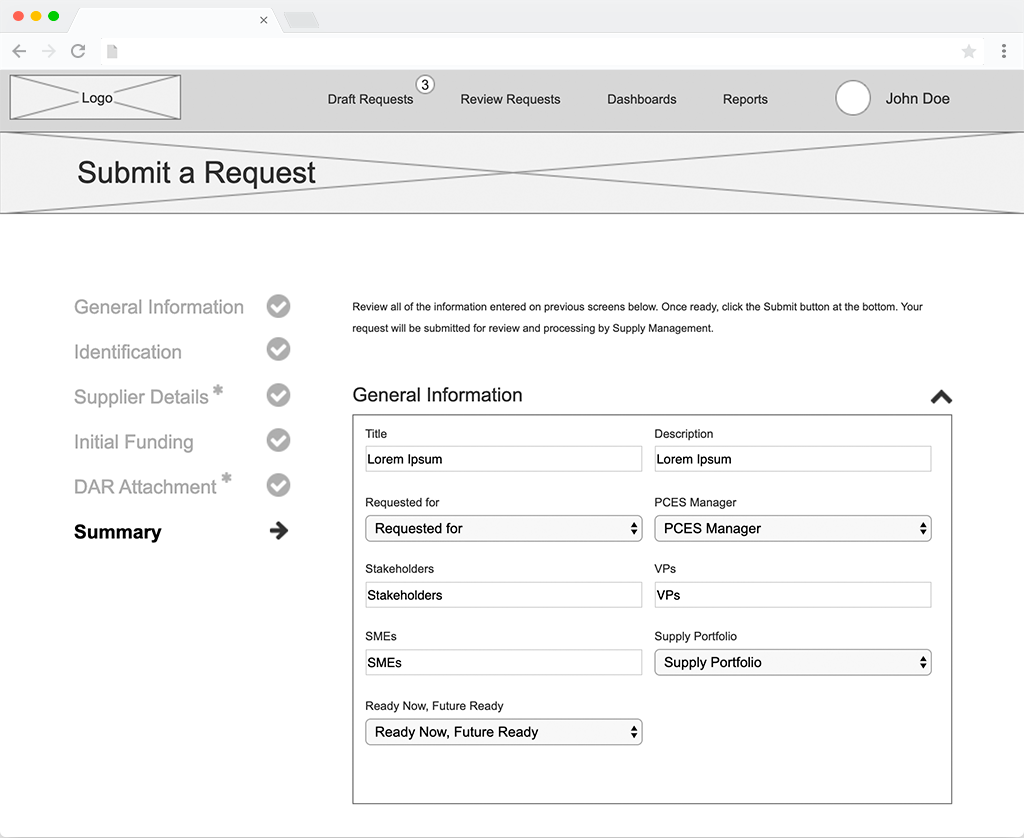 Logo
Draft Requests
3
Review Requests
Dashboards
Reports
John Doe
Submit a Request
General Information
Identification
Supplier Details *
Initial Funding
DAR Attachment *
Summary
Review all of the information entered on previous screens below. Once ready, click the Submit button at the bottom. Your
request will be submitted for review and processing by Supply Management.
General Information
Title
Lorem Ipsum
Description
Lorem Ipsum
Requested for
Requested for
PCES Manager
PCES Manager
Stakeholders
Stakeholders
VPs
VPs
SMEs
SMEs
Supply Portfolio
Supply Portfolio
Ready Now, Future Ready
Ready Now, Future Ready